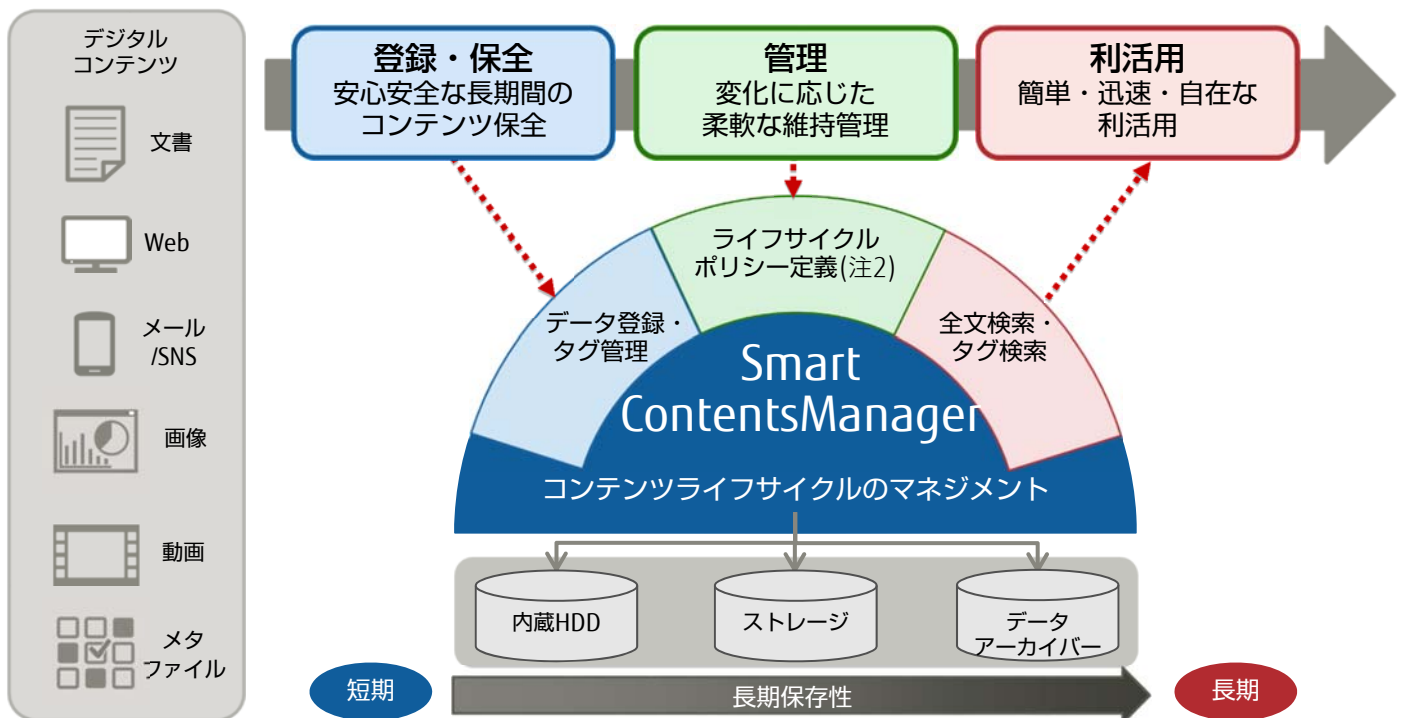 デジタル
コンテンツ
文書
Web
メール
/SNS
画像
動画
メタ
ファイル
登録・保全
安心安全な長期間の
コンテンツ保全
管理
変化に応じた
柔軟な維持管理
利活用
簡単・迅速・自在な
利活用
ライフサイクル
ポリシー定義(注2)
データ登録・
タグ管理
全文検索・
タグ検索
Smart
ContentsManager
コンテンツライフサイクルのマネジメント
内蔵HDD
ストレージ
データ
アーカイバー
短期
長期保存性
長期